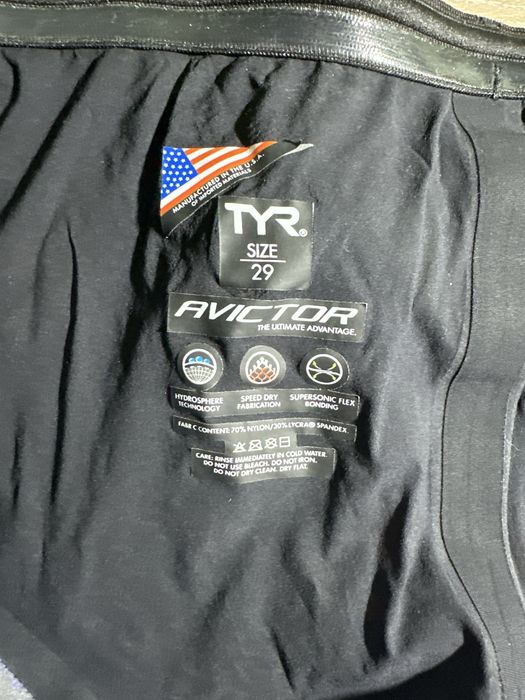 MANUFACTURED IN THE U.S.A.
OF IMPORTED MATERIALS
TYR®
SIZE
29
AVICTOR
THE ULTIMATE ADVANTAGE.
HYDROSPHERE
TECHNOLOGY
SPEED DRY
FABRICATION
SUPERSONIC FLEX
BONDING
FABRIC CONTENT: 70% NYLON/30% LYCRA® SPANDEX
CARE: RINSE IMMEDIATELY IN COLD WATER.
DO NOT USE BLEACH. DO NOT IRON.
DO NOT DRY CLEAN. DRY FLAT.